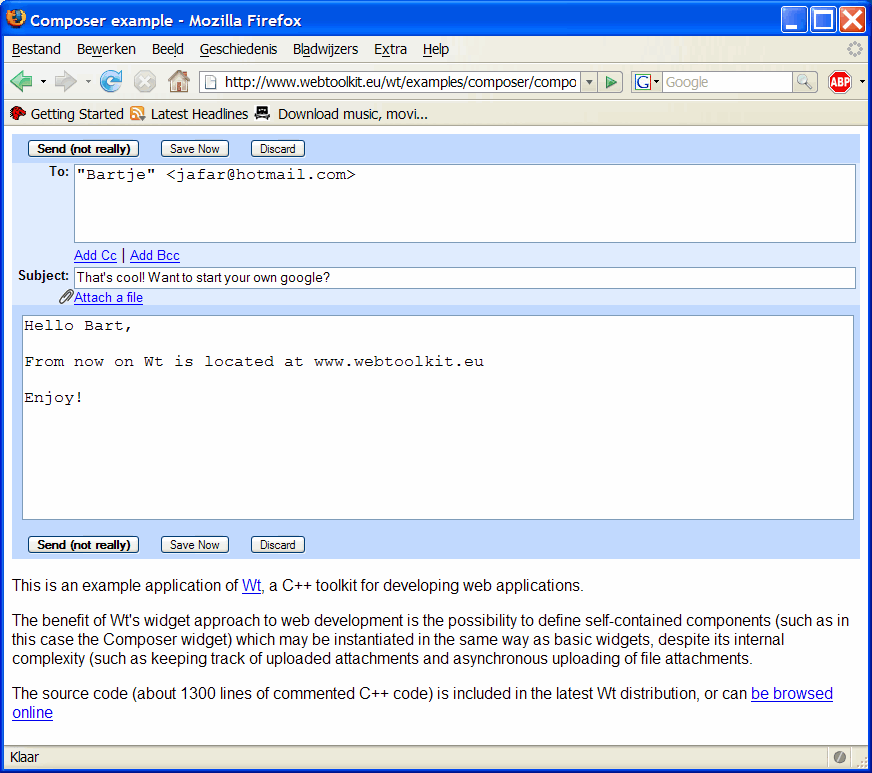 Composer example - Mozilla Firefox
Bestand Bewerken Beeld Geschiedenis Bladwijzers Extra Help
http://www.webtoolkit.eu/wt/examples/composer/compo G Google ABP
Getting Started Latest Headlines Download music, movi...
Send (not really) Save Now Discard
To: "Bartje" <jafar@hotmail.com>
Add Cc | Add Bcc
Subject: That's cool! Want to start your own google?
Attach a file
Hello Bart,
From now on Wt is located at www.webtoolkit.eu
Enjoy!
Send (not really) Save Now Discard
This is an example application of Wt, a C++ toolkit for developing web applications.
The benefit of Wt's widget approach to web development is the possibility to define self-contained components (such as in
this case the Composer widget) which may be instantiated in the same way as basic widgets, despite its internal
complexity (such as keeping track of uploaded attachments and asynchronous uploading of file attachments.
The source code (about 1300 lines of commented C++ code) is included in the latest Wt distribution, or can be browsed
online
Klaar